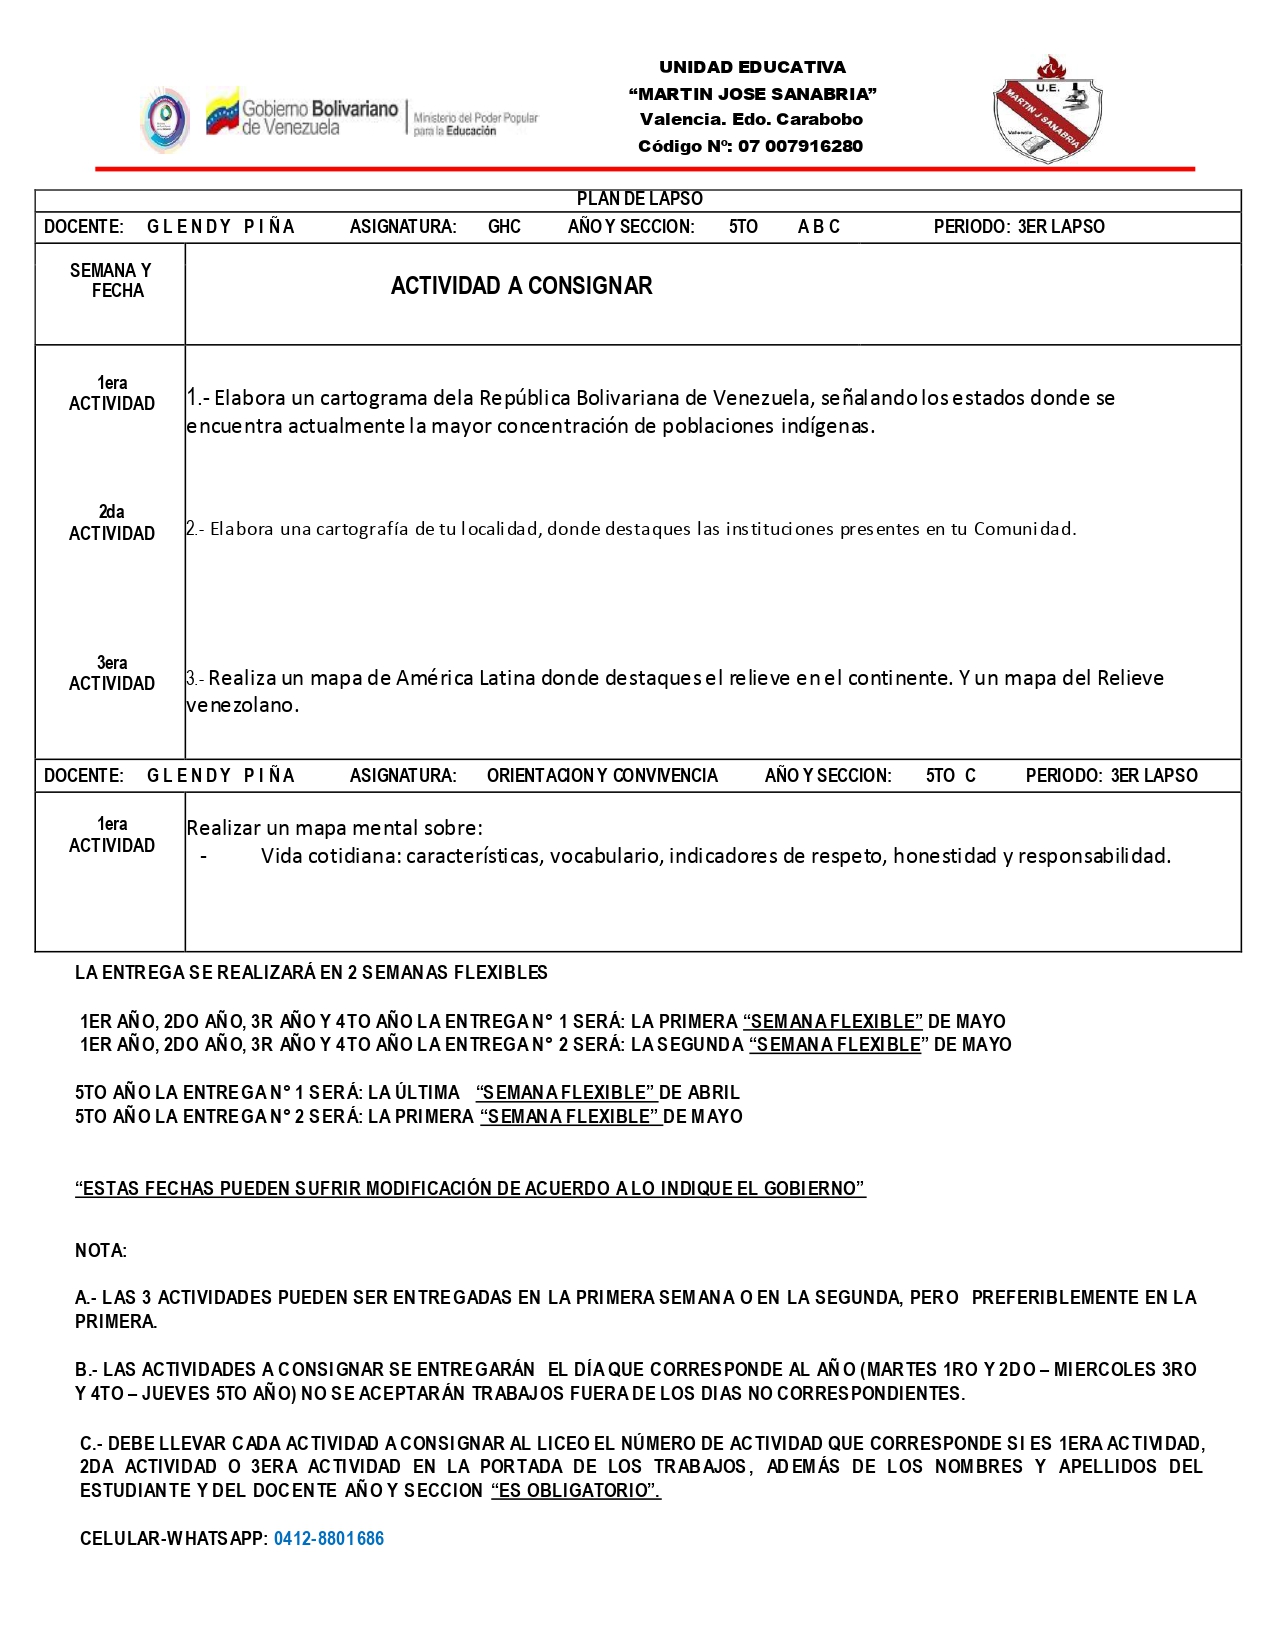 UNIDAD EDUCATIVA
“MARTIN JOSE SANABRIA”
Valencia. Edo. Carabobo
Código Nº: 07 007916280
Gobierno Bolivariano
de Venezuela
Ministerio del Poder Popular
para la Educación
U.E.
MARTIN J SANABRIA
Valencia
PLAN DE LAPSO
DOCENTE: GLENDY PIÑA ASIGNATURA: GHC AÑO Y SECCION: 5TO A B C PERIODO: 3ER LAPSO
SEMANA Y
FECHA
ACTIVIDAD A CONSIGNAR
1era
ACTIVIDAD
1.- Elabora un cartograma dela República Bolivariana de Venezuela, señalando los estados donde se
encuentra actualmente la mayor concentración de poblaciones indígenas.
2da
ACTIVIDAD
2.- Elabora una cartografía de tu localidad, donde destaques las instituciones presentes en tu Comunidad.
3era
ACTIVIDAD
3.- Realiza un mapa de América Latina donde destaques el relieve en el continente. Y un mapa del Relieve
venezolano.
DOCENTE: GLENDY PIÑA ASIGNATURA: ORIENTACION Y CONVIVENCIA AÑO Y SECCION: 5TO C PERIODO: 3ER LAPSO
1era
ACTIVIDAD
Realizar un mapa mental sobre:
- Vida cotidiana: características, vocabulario, indicadores de respeto, honestidad y responsabilidad.
LA ENTREGA SE REALIZARÁ EN 2 SEMANAS FLEXIBLES
1ER AÑO, 2DO AÑO, 3R AÑO Y 4TO AÑO LA ENTREGA N° 1 SERÁ: LA PRIMERA “SEMANA FLEXIBLE” DE MAYO
1ER AÑO, 2DO AÑO, 3R AÑO Y 4TO AÑO LA ENTREGA N° 2 SERÁ: LA SEGUNDA “SEMANA FLEXIBLE” DE MAYO
5TO AÑO LA ENTREGA N° 1 SERÁ: LA ÚLTIMA “SEMANA FLEXIBLE” DE ABRIL
5TO AÑO LA ENTREGA N° 2 SERÁ: LA PRIMERA “SEMANA FLEXIBLE” DE MAYO
“ESTAS FECHAS PUEDEN SUFRIR MODIFICACIÓN DE ACUERDO A LO INDIQUE EL GOBIERNO”
NOTA:
A.- LAS 3 ACTIVIDADES PUEDEN SER ENTREGADAS EN LA PRIMERA SEMANA O EN LA SEGUNDA, PERO PREFERIBLEMENTE EN LA
PRIMERA.
B.- LAS ACTIVIDADES A CONSIGNAR SE ENTREGARÁN EL DÍA QUE CORRESPONDE AL AÑO (MARTES 1RO Y 2DO – MIERCOLES 3RO
Y 4TO – JUEVES 5TO AÑO) NO SE ACEPTARÁN TRABAJOS FUERA DE LOS DIAS NO CORRESPONDIENTES.
C.- DEBE LLEVAR CADA ACTIVIDAD A CONSIGNAR AL LICEO EL NÚMERO DE ACTIVIDAD QUE CORRESPONDE SI ES 1ERA ACTIVIDAD,
2DA ACTIVIDAD O 3ERA ACTIVIDAD EN LA PORTADA DE LOS TRABAJOS, ADEMÁS DE LOS NOMBRES Y APELLIDOS DEL
ESTUDIANTE Y DEL DOCENTE AÑO Y SECCION “ES OBLIGATORIO”.
CELULAR-WHATSAPP: 0412-8801686